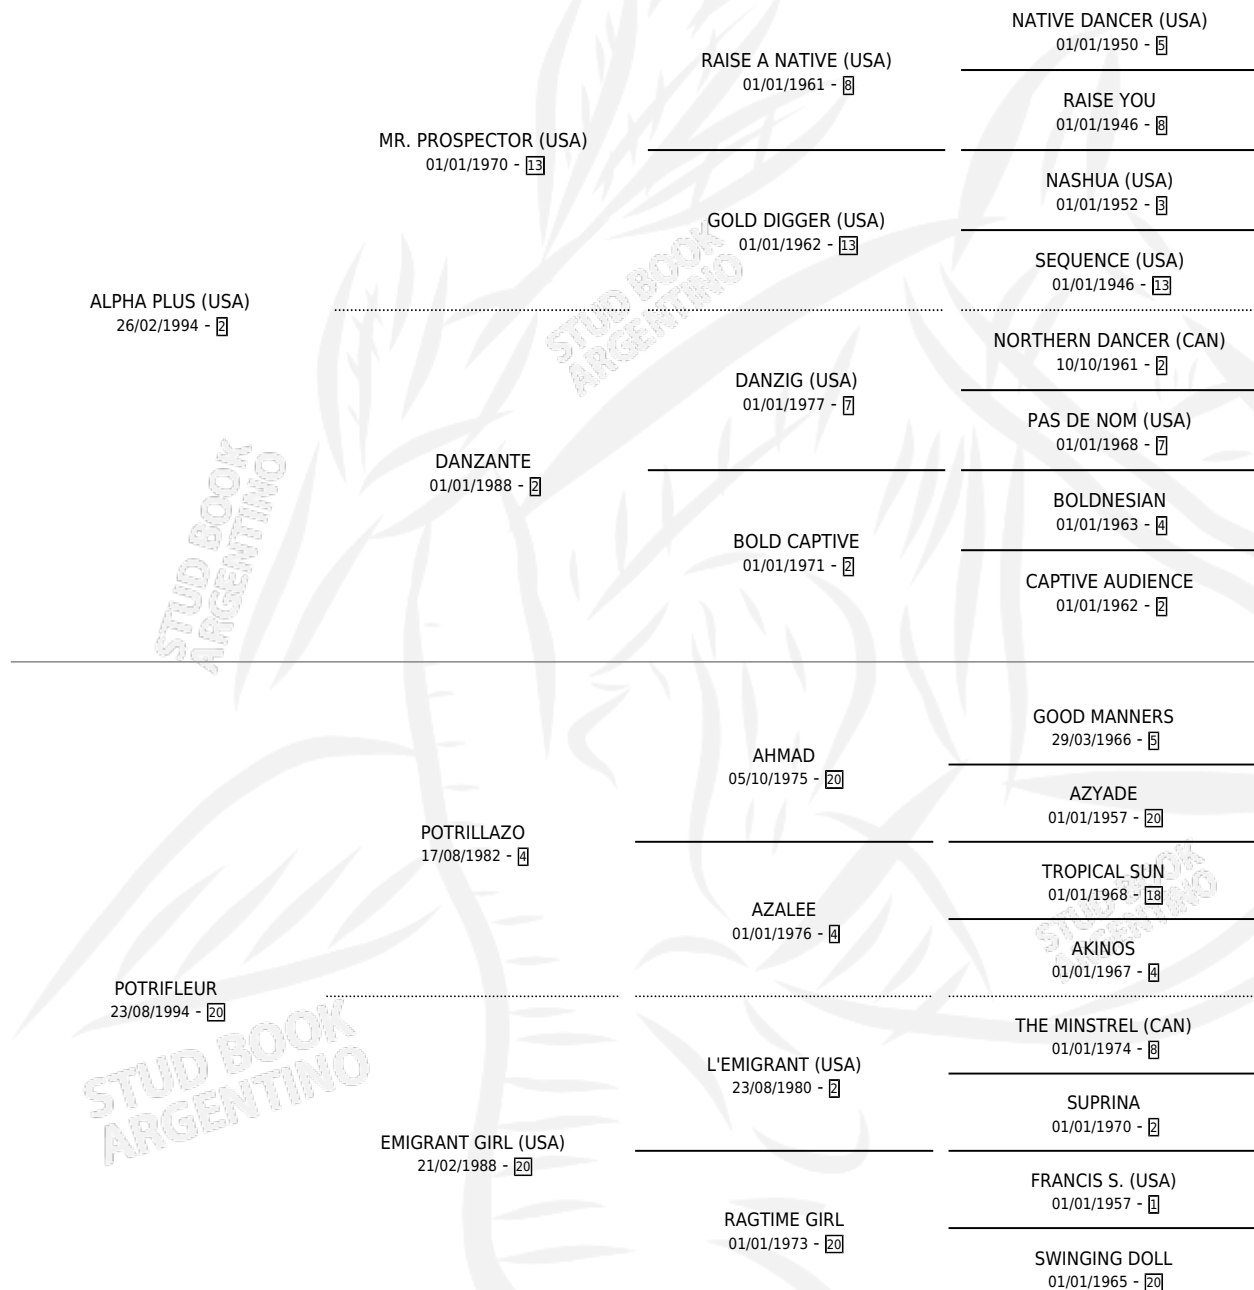 NATIVE DANCER (USA)
01/01/1950 - 5
RAISE A NATIVE (USA)
01/01/1961 - 8
RAISE YOU
01/01/1946 - 8
MR. PROSPECTOR (USA)
01/01/1970 - 13
NASHUA (USA)
01/01/1952 - 3
GOLD DIGGER (USA)
01/01/1962 - 13
SEQUENCE (USA)
01/01/1946 - 13
STUD BOOK
ARGENTINO
ALPHA PLUS (USA)
26/02/1994 - 2
NORTHERN DANCER (CAN)
10/10/1961 - 2
DANZIG (USA)
01/01/1977 - 7
PAS DE NOM (USA)
01/01/1968 - 7
DANZANTE
01/01/1988 - 2
BOLDNESIAN
01/01/1963 - 4
BOLD CAPTIVE
01/01/1971 - 2
CAPTIVE AUDIENCE
01/01/1962 - 2
STUD BOOK
ARGENTINO
GOOD MANNERS
29/03/1966 - 5
AHMAD
05/10/1975 - 20
AZYADE
01/01/1957 - 20
POTRILLAZO
17/08/1982 - 4
TROPICAL SUN
01/01/1968 - 18
AZALEE
01/01/1976 - 4
AKINOS
01/01/1967 - 4
STUD BOOK
ARGENTINO
POTRIFLEUR
23/08/1994 - 20
THE MINSTREL (CAN)
01/01/1974 - 8
L'EMIGRANT (USA)
23/08/1980 - 2
SUPRINA
01/01/1970 - 2
STUD BOOK
ARGENTINO
EMIGRANT GIRL (USA)
21/02/1988 - 20
FRANCIS S. (USA)
01/01/1957 - 1
RAGTIME GIRL
01/01/1973 - 20
SWINGING DOLL
01/01/1965 - 20